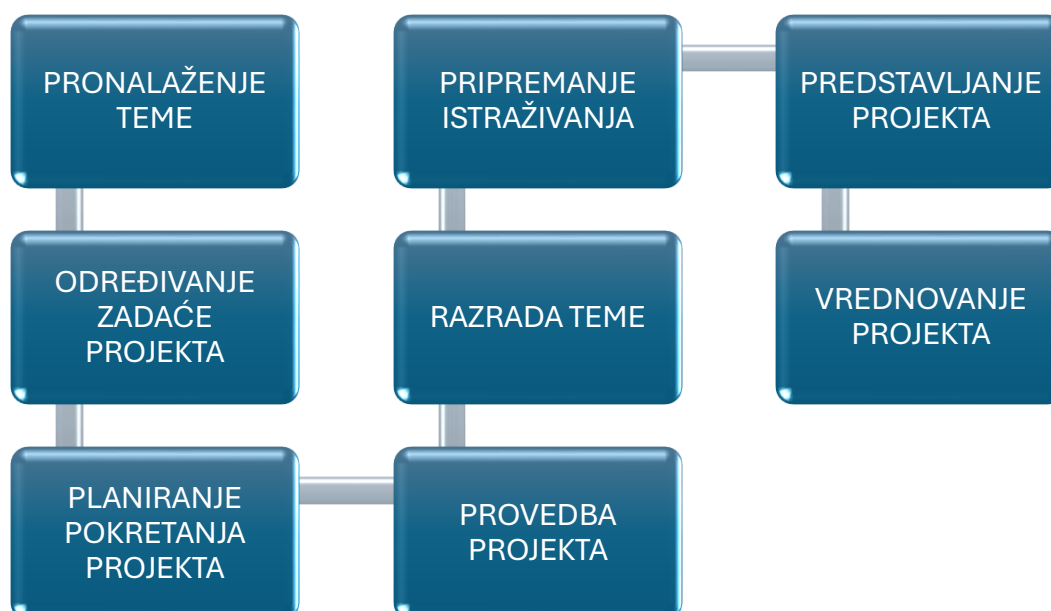 PRONALAŽENJE
TEME
ODREĐIVANJE
ZADAĆE
PROJEKTA
PLANIRANJE
POKRETANJA
PROJEKTA
PROVEDBA
PROJEKTA
RAZRADA TEME
PRIPREMANJE
ISTRAŽIVANJA
PREDSTAVLJANJE
PROJEKTA
VREDNOVANJE
PROJEKTA